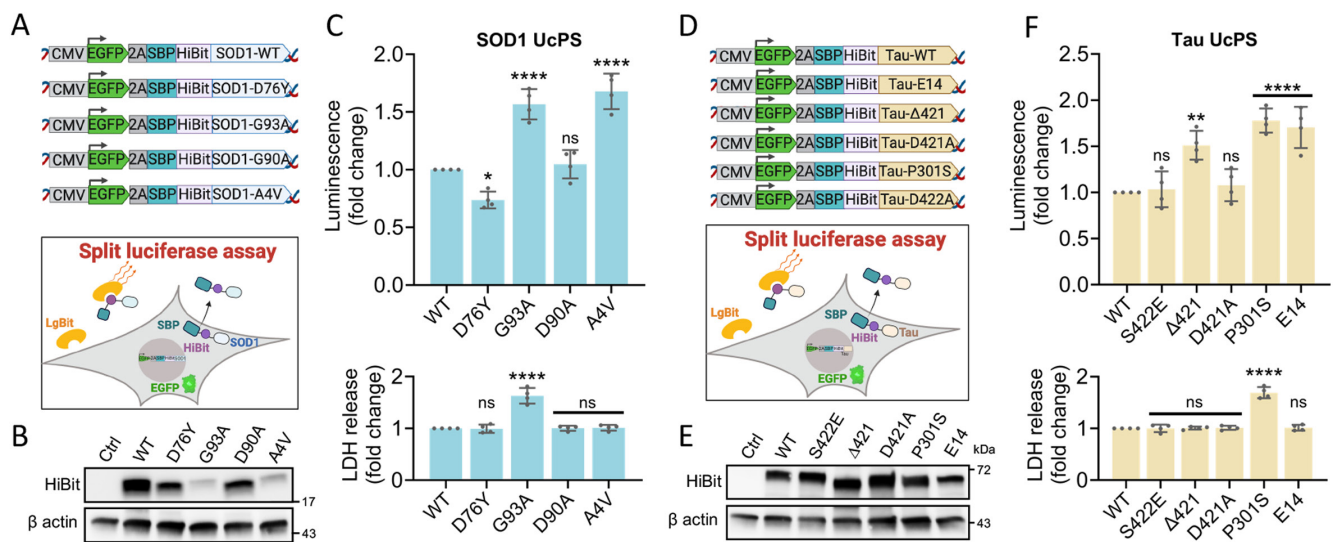 A
CMV EGFP 2A SBP HiBit SOD1-WT
CMV EGFP 2A SBP HiBit SOD1-D76Y
CMV EGFP 2A SBP HiBit SOD1-G93A
CMV EGFP 2A SBP HiBit SOD1-G90A
CMV EGFP 2A SBP HiBit SOD1-A4V
Split luciferase assay
LgBit
SBP
HiBit
SOD1
EGFP
B
Ctrl WT D76Y G93A D90A A4V
HiBit
17
β actin
43
C
SOD1 UcPS
Luminescence
(fold change)
2.0
1.5
1.0
0.5
0.0
* **** ns ****
WT D76Y G93A D90A A4V
LDH release
(fold change)
2
1
0
ns **** ns
WT D76Y G93A D90A A4V
D
CMV EGFP 2A SBP HiBit Tau-WT
CMV EGFP 2A SBP HiBit Tau-E14
CMV EGFP 2A SBP HiBit Tau-Δ421
CMV EGFP 2A SBP HiBit Tau-D421A
CMV EGFP 2A SBP HiBit Tau-P301S
CMV EGFP 2A SBP HiBit Tau-D422A
Split luciferase assay
LgBit
SBP
HiBit
Tau
EGFP
E
Ctrl WT S422E Δ421 D421A P301S E14 kDa
HiBit
72
β actin
43
F
Tau UcPS
Luminescence
(fold change)
2.5
2.0
1.5
1.0
0.5
0.0
ns ** ns ****
WT S422E Δ421 D421A P301S E14
LDH release
(fold change)
2
1
0
ns **** ns
WT S422E Δ421 D421A P301S E14